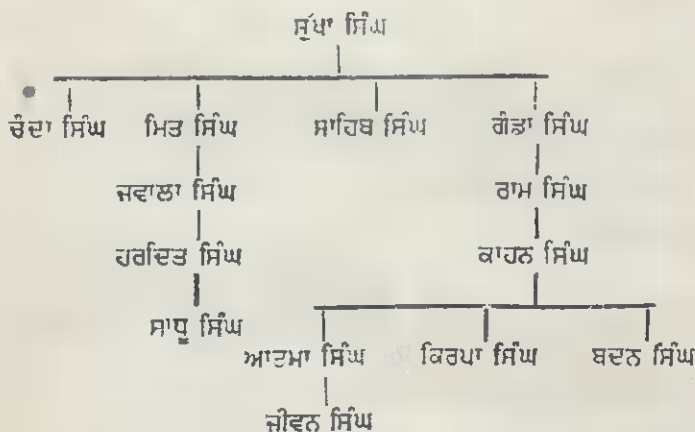 ਸੁੱਖਾ ਸਿੰਘ
ਚੰਦਾ ਸਿੰਘ ਮਿਤ ਸਿੰਘ ਸਾਹਿਬ ਸਿੰਘ ਗੰਡਾ ਸਿੰਘ
ਜਵਾਲਾ ਸਿੰਘ ਰਾਮ ਸਿੰਘ
ਹਰਦਿਤ ਸਿੰਘ ਕਾਹਨ ਸਿੰਘ
ਸਾਧੂ ਸਿੰਘ
ਆਤਮਾ ਸਿੰਘ ਕਿਰਪਾ ਸਿੰਘ ਬਦਨ ਸਿੰਘ
ਜੀਵਨ ਸਿੰਘ